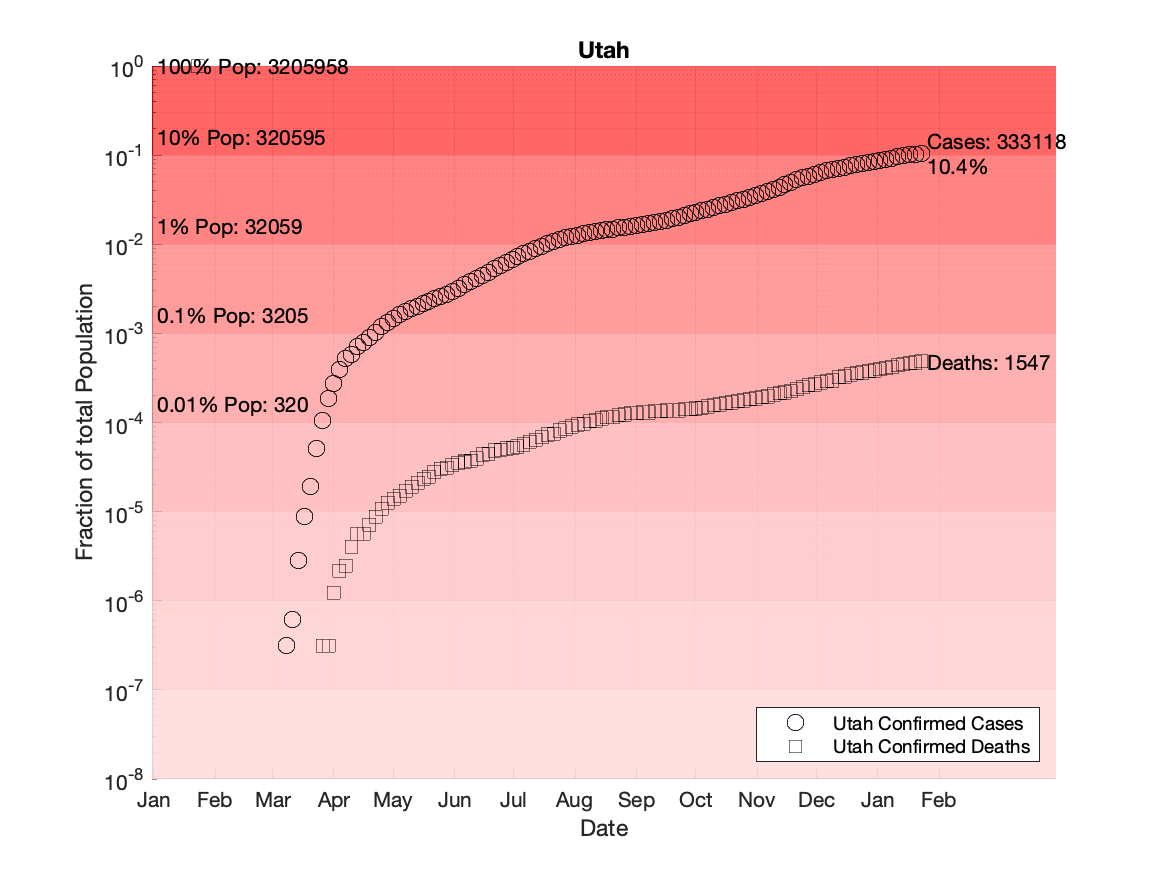 Utah
10^0
100% Pop: 3205958
10% Pop: 320595
10^-1
Cases: 333118
10.4%
1% Pop: 32059
10^-2
0.1% Pop: 3205
10^-3
Deaths: 1547
0.01% Pop: 320
10^-4
10^-5
10^-6
10^-7
10^-8
Fraction of total Population
Utah Confirmed Cases
Utah Confirmed Deaths
Jan Feb Mar Apr May Jun Jul Aug Sep Oct Nov Dec Jan Feb
Date